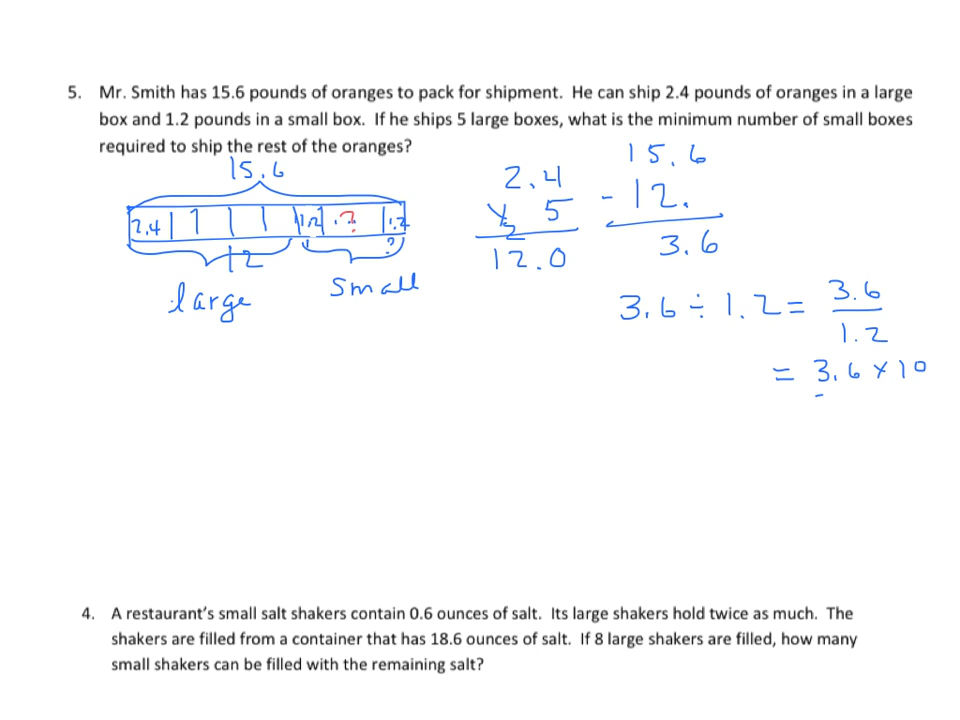 5. Mr. Smith has 15.6 pounds of oranges to pack for shipment. He can ship 2.4 pounds of oranges in a large
box and 1.2 pounds in a small box. If he ships 5 large boxes, what is the minimum number of small boxes
required to ship the rest of the oranges?
15.6
2.4 1.2 . ? 1.2
12 ?
large small
2.4
x 5
2
12.0
15.6
- 12.
3.6
3.6 ÷ 1.2 = 3.6
1.2
= 3.6 x 10
4. A restaurant's small salt shakers contain 0.6 ounces of salt. Its large shakers hold twice as much. The
shakers are filled from a container that has 18.6 ounces of salt. If 8 large shakers are filled, how many
small shakers can be filled with the remaining salt?